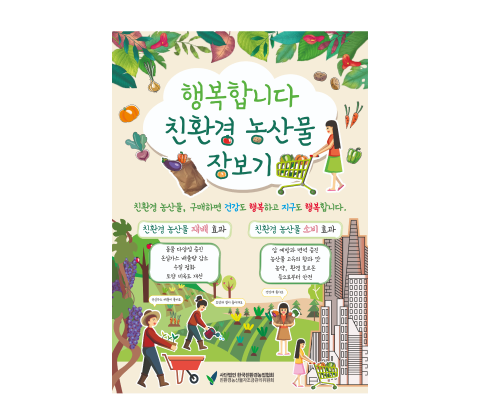 행복합니다
친환경 농산물
장보기
친환경 농산물, 구매하면 건강도 행복하고 지구도 행복합니다.
친환경 농산물 재배 효과
친환경 농산물 소비 효과
동물 다양성 증진
온실가스 배출량 감소
수질 정화
토양 비옥도 개선
암 예방과 면역 증진
농산물 고유의 향과 맛
농약, 환경 호르몬
등으로부터 안전
사단법인 한국친환경농업협회
친환경농산물자조금관리위원회